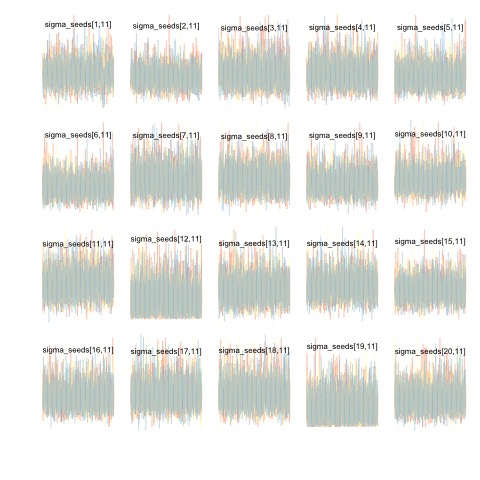 sigma_seeds[1,11]
sigma_seeds[2,11]
sigma_seeds[3,11]
sigma_seeds[4,11]
sigma_seeds[5,11]
sigma_seeds[6,11]
sigma_seeds[7,11]
sigma_seeds[8,11]
sigma_seeds[9,11]
sigma_seeds[10,11]
sigma_seeds[11,11]
sigma_seeds[12,11]
sigma_seeds[13,11]
sigma_seeds[14,11]
sigma_seeds[15,11]
sigma_seeds[16,11]
sigma_seeds[17,11]
sigma_seeds[18,11]
sigma_seeds[19,11]
sigma_seeds[20,11]